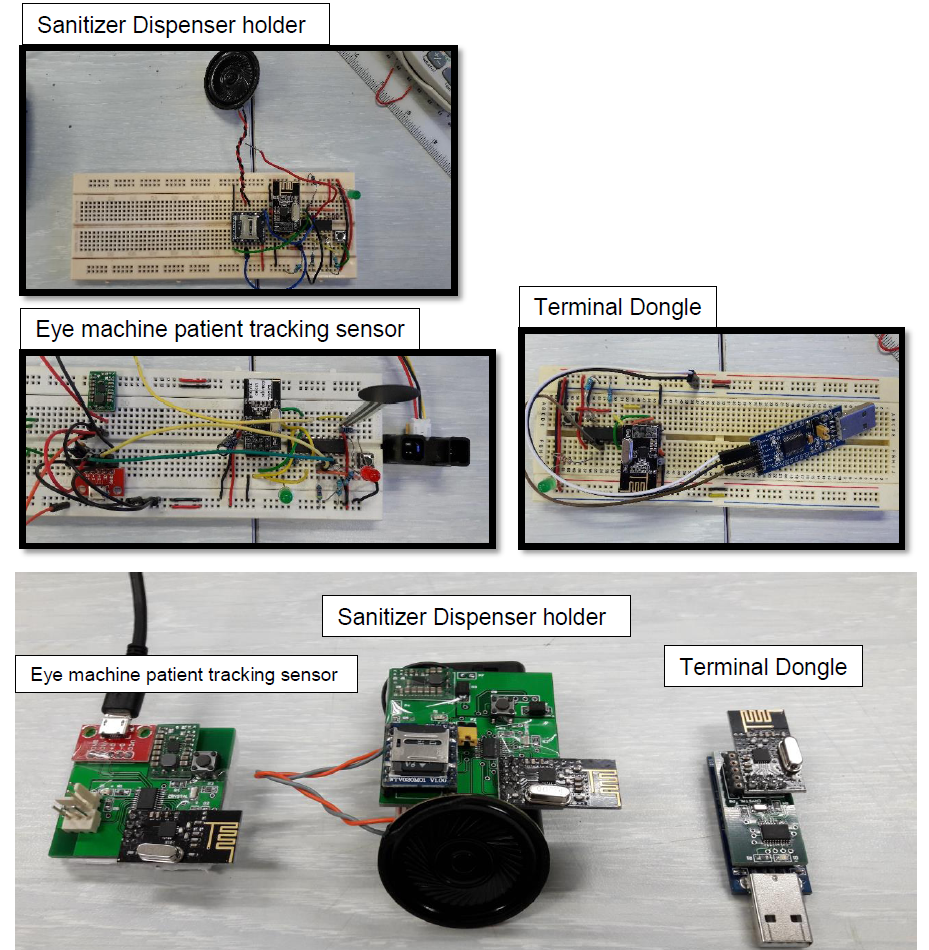 Sanitizer Dispenser holder
Eye machine patient tracking sensor
Terminal Dongle
Sanitizer Dispenser holder
Eye machine patient tracking sensor
Terminal Dongle